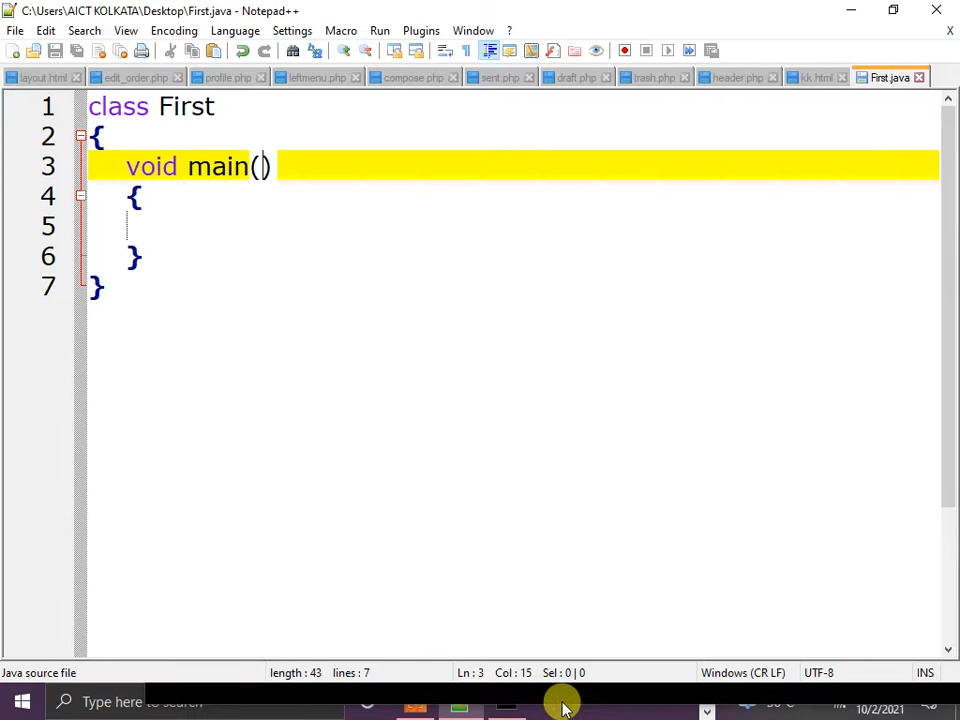 C:\Users\AICT KOLKATA\Desktop\First.java - Notepad++
File Edit Search View Encoding Language Settings Macro Run Plugins Window ? X
layout.html edit_order.php profile.php leftmenu.php compose.php sent.php draft.php trash.php header.php kk html First.java
1 class First
2 {
3 void main()
4 {
5
6 }
7 }
Java source file length : 43 lines : 7 Ln : 3 Col : 15 Sel : 0 | 0 Windows (CR LF) UTF-8 INS
Type here to search
10/2/2021